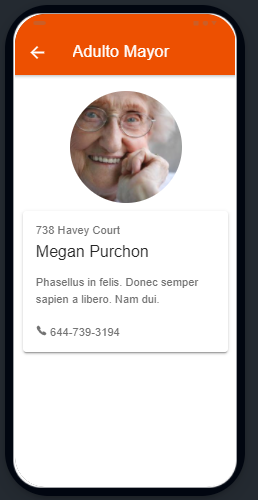 Adulto Mayor
738 Havey Court
Megan Purchon
Phasellus in felis. Donec semper
sapien a libero. Nam dui.
644-739-3194